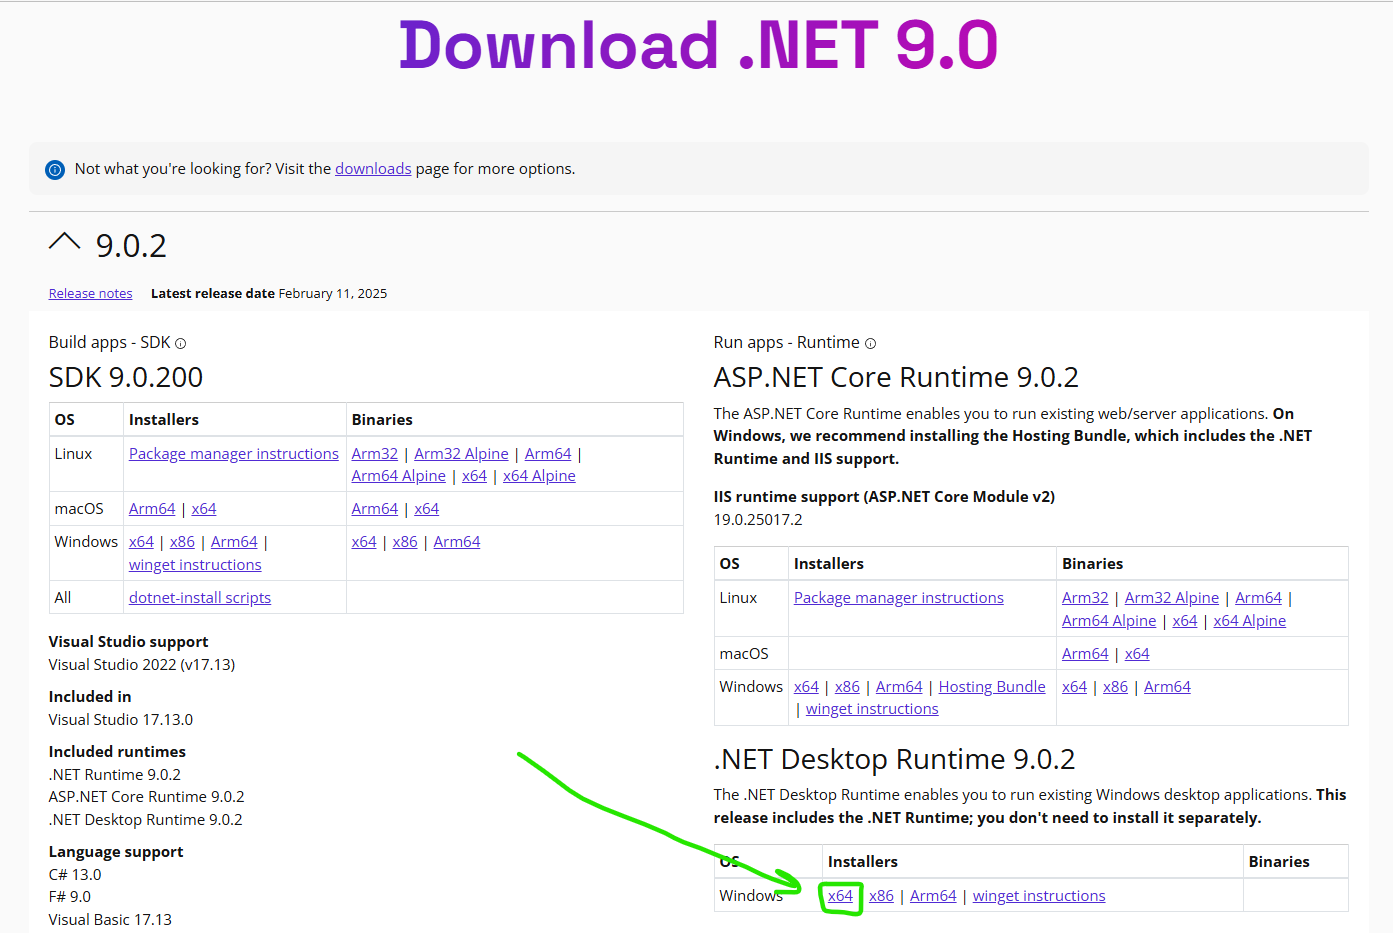 Download .NET 9.0
Not what you're looking for? Visit the downloads page for more options.
9.0.2
Release notes Latest release date February 11, 2025
Build apps - SDK
SDK 9.0.200
OS Installers Binaries
Linux Package manager instructions Arm32 | Arm32 Alpine | Arm64 |
Arm64 Alpine | x64 | x64 Alpine
macOS Arm64 | x64 Arm64 | x64
Windows x64 | x86 | Arm64 | x64 | x86 | Arm64
winget instructions
All dotnet-install scripts
Visual Studio support
Visual Studio 2022 (v17.13)
Included in
Visual Studio 17.13.0
Included runtimes
.NET Runtime 9.0.2
ASP.NET Core Runtime 9.0.2
.NET Desktop Runtime 9.0.2
Language support
C# 13.0
F# 9.0
Visual Basic 17.13
Run apps - Runtime
ASP.NET Core Runtime 9.0.2
The ASP.NET Core Runtime enables you to run existing web/server applications. On
Windows, we recommend installing the Hosting Bundle, which includes the .NET
Runtime and IIS support.
IIS runtime support (ASP.NET Core Module v2)
19.0.25017.2
OS Installers Binaries
Linux Package manager instructions Arm32 | Arm32 Alpine | Arm64 |
Arm64 Alpine | x64 | x64 Alpine
macOS Arm64 | x64
Windows x64 | x86 | Arm64 | Hosting Bundle x64 | x86 | Arm64
| winget instructions
.NET Desktop Runtime 9.0.2
The .NET Desktop Runtime enables you to run existing Windows desktop applications. This
release includes the .NET Runtime; you don't need to install it separately.
OS Installers Binaries
Windows x64 x86 | Arm64 | winget instructions